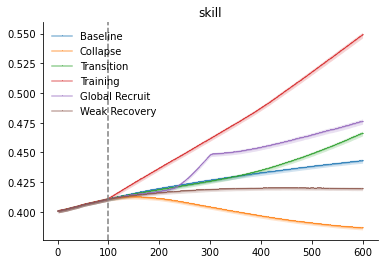 skill
Baseline
Collapse
Transition
Training
Global Recruit
Weak Recovery
0.550
0.525
0.500
0.475
0.450
0.425
0.400
0 100 200 300 400 500 600